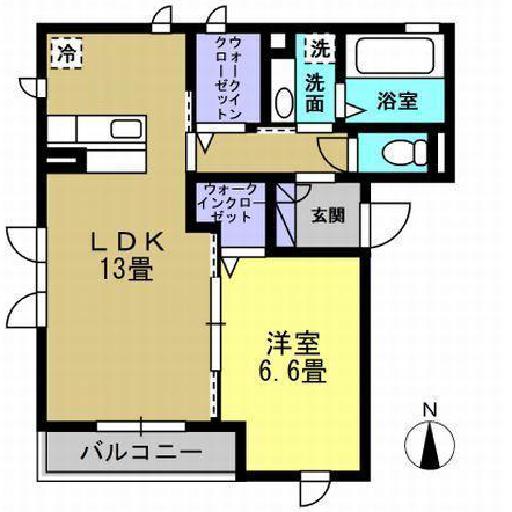 冷
ウォークイン
クローゼット
洗
洗面
浴室
ウォーク
インクロー
ゼット
玄関
LDK
13畳
洋室
6.6畳
バルコニー
N